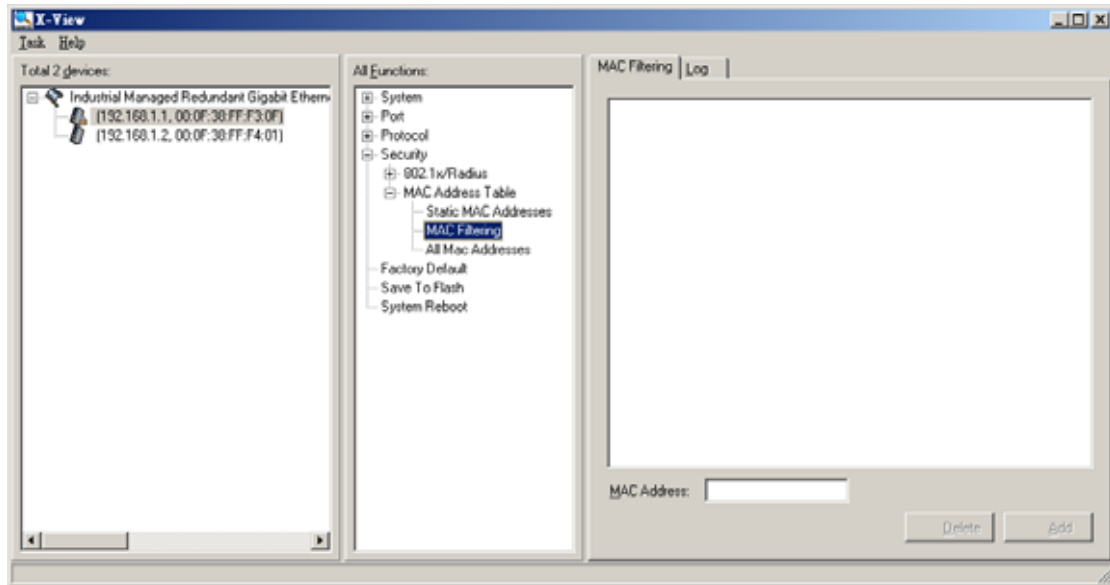 X-View
Task Help
Total 2 devices:
Industrial Managed Redundant Gigabit Ethern
(192.168.1.1, 00:0F:38:FF:F3:0F)
(192.168.1.2, 00:0F:38:FF:F4:01)
All Functions:
System
Port
Protocol
Security
802.1x/Radius
MAC Address Table
Static MAC Addresses
MAC Filtering
All Mac Addresses
Factory Default
Save To Flash
System Reboot
MAC Filtering Log
MAC Address:
Delete Add